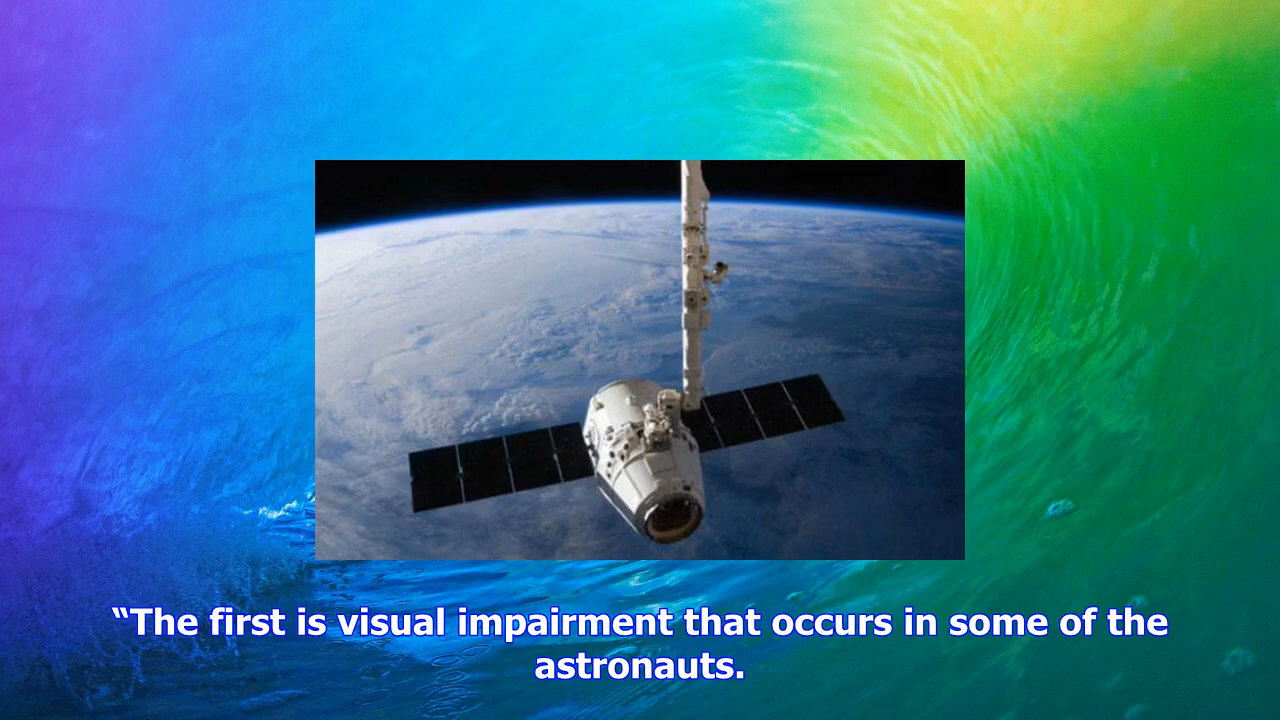 “The first is visual impairment that occurs in some of the
astronauts.